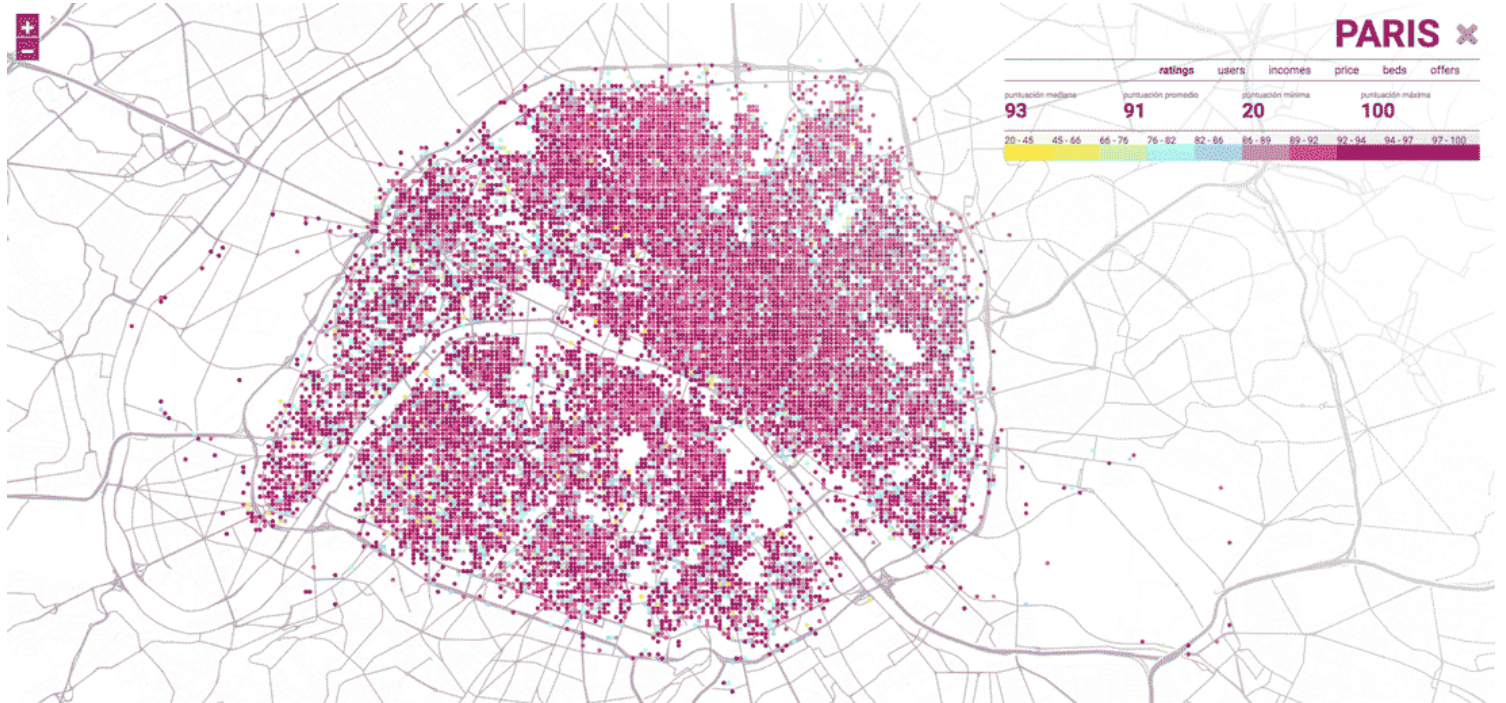 +
PARIS ×
−
ratings users incomes price beds offers
puntuación mediana puntuación promedio puntuación mínima puntuación máxima
93 91 20 100
20 - 45 45 - 66 66 - 76 76 - 82 82 - 86 86 - 89 89 - 92 92 - 94 94 - 97 97 - 100